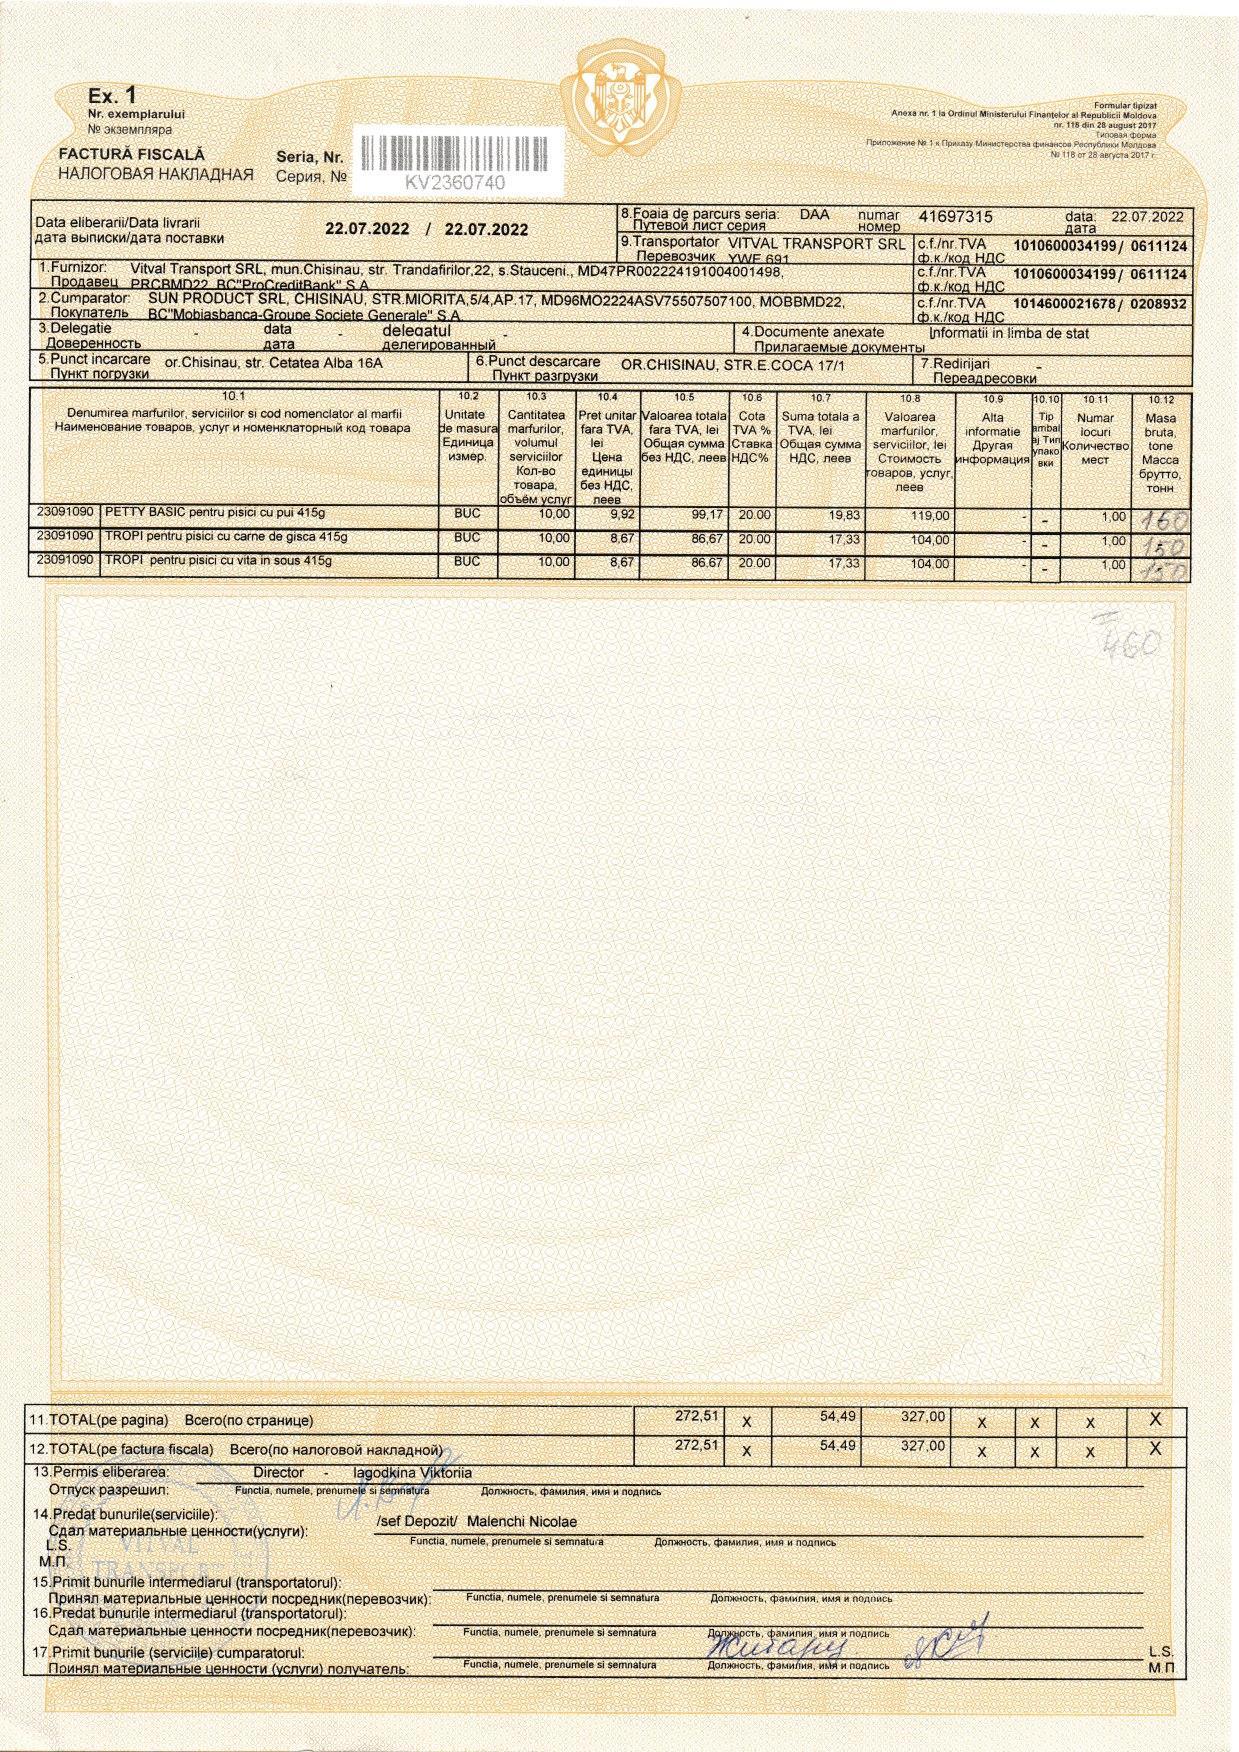 Ex. 1
Nr. exemplarului
№ экземпляра
FACTURĂ FISCALĂ
НАЛОГОВАЯ НАКЛАДНАЯ
Seria, Nr.
Серия, №
KV2360740
Formular tipizat
Anexa nr. 1 la Ordinul Ministerului Finanțelor al Republicii Moldova
nr. 118 din 28 august 2017
Типовая форма
Приложение № 1 к Приказу Министерства финансов Республики Молдова
№ 118 от 28 августа 2017 г.
Data eliberarii/Data livrarii
дата выписки/дата поставки
22.07.2022 / 22.07.2022
8.Foaia de parcurs seria: DAA numar 41697315 data: 22.07.2022
Путевой лист серия номер дата
9.Transportator VITVAL TRANSPORT SRL c.f./nr.TVA 1010600034199/ 0611124
Перевозчик YWF 691 ф.к./код НДС
1.Furnizor: Vitval Transport SRL, mun.Chisinau, str. Trandafirilor,22, s.Stauceni., MD47PR002224191004001498, c.f./nr.TVA 1010600034199/ 0611124
Продавец PRCBMD22, BC"ProCreditBank" S.A. ф.к./код НДС
2.Cumparator: SUN PRODUCT SRL, CHISINAU, STR.MIORITA,5/4,AP.17, MD96MO2224ASV75507507100, MOBBMD22, c.f./nr.TVA 1014600021678/ 0208932
Покупатель BC"Mobiasbanca-Groupe Societe Generale" S.A. ф.к./код НДС
3.Delegatie - data - delegatul -
Доверенность дата делегированный
4.Documente anexate Informatii in limba de stat
Прилагаемые документы
5.Punct incarcare or.Chisinau, str. Cetatea Alba 16A
Пункт погрузки
6.Punct descarcare OR.CHISINAU, STR.E.COCA 17/1
Пункт разгрузки
7.Redirijari -
Переадресовки
10.1
Denumirea marfurilor, serviciilor si cod nomenclator al marfii
Наименование товаров, услуг и номенклаторный код товара
10.2
Unitate
de masura
Единица
измер.
10.3
Cantitatea
marfurilor,
volumul
serviciilor
Кол-во
товара,
объём услуг
10.4
Pret unitar
fara TVA,
lei
Цена
единицы
без НДС,
леев
10.5
Valoarea totala
fara TVA, lei
Общая сумма
без НДС, леев
10.6
Cota
TVA %
Ставка
НДС%
10.7
Suma totala a
TVA, lei
Общая сумма
НДС, леев
10.8
Valoarea
marfurilor,
serviciilor, lei
Стоимость
товаров, услуг,
леев
10.9
Alta
informatie
Другая
информация
10.10
Tip
ambal
aj Тип
упако
вки
10.11
Numar
locuri
Количество
мест
10.12
Masa
bruta,
tone
Масса
брутто,
тонн
23091090 PETTY BASIC pentru pisici cu pui 415g BUC 10,00 9,92 99,17 20.00 19,83 119,00 - - 1,00 160
23091090 TROPI pentru pisici cu carne de gisca 415g BUC 10,00 8,67 86,67 20.00 17,33 104,00 - - 1,00 150
23091090 TROPI pentru pisici cu vita in sous 415g BUC 10,00 8,67 86,67 20.00 17,33 104,00 - - 1,00 150
460
11.TOTAL(pe pagina) Всего(по странице) 272,51 X 54,49 327,00 X X X X
12.TOTAL(pe factura fiscala) Всего(по налоговой накладной) 272,51 X 54,49 327,00 X X X X
13.Permis eliberarea: Director - Iagodkina Viktoriia
Отпуск разрешил: Functia, numele, prenumele si semnatura Должность, фамилия, имя и подпись
14.Predat bunurile(serviciile): /sef Depozit/ Malenchi Nicolae
Сдал материальные ценности(услуги): Functia, numele, prenumele si semnatura Должность, фамилия, имя и подпись
L.S.
М.П.
VITVAL
TRANSPORT
15.Primit bunurile intermediarul (transportatorul):
Принял материальные ценности посредник(перевозчик): Functia, numele, prenumele si semnatura Должность, фамилия, имя и подпись
16.Predat bunurile intermediarul (transportatorul):
Сдал материальные ценности посредник(перевозчик): Functia, numele, prenumele si semnatura Должность, фамилия, имя и подпись
17.Primit bunurile (serviciile) cumparatorul: L.S.
Принял материальные ценности (услуги) получатель: Functia, numele, prenumele si semnatura Должность, фамилия, имя и подпись М.П